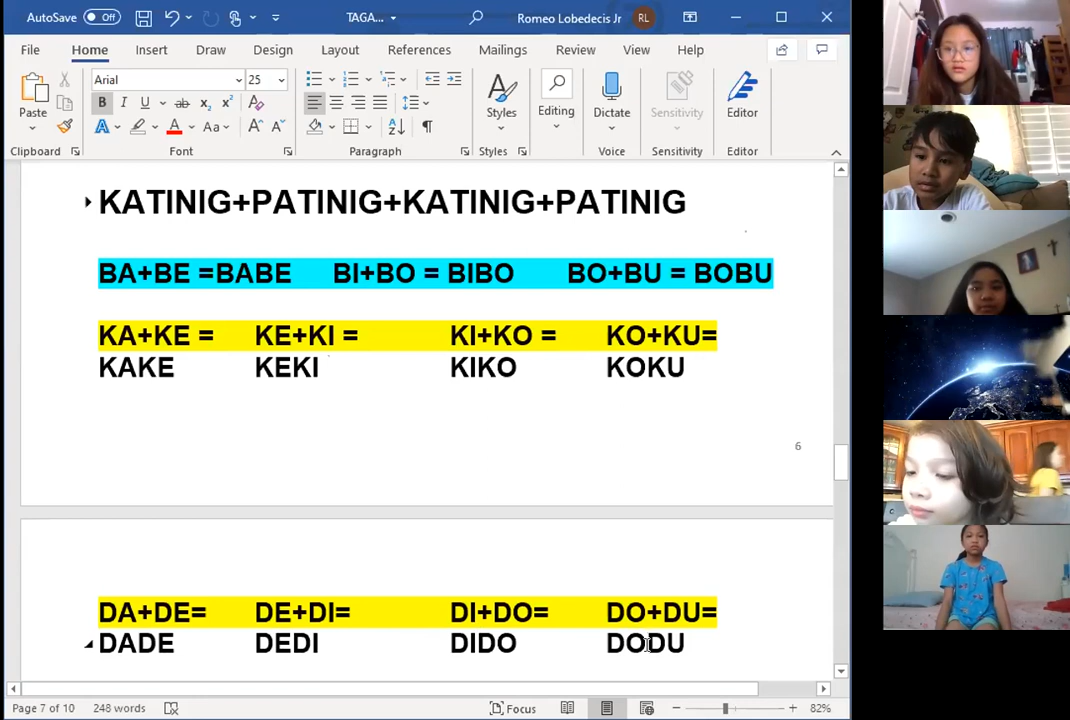 AutoSave Off TAGA... Romeo Lobedecis Jr RL
File Home Insert Draw Design Layout References Mailings Review View Help
Paste Arial 25 Styles Editing Dictate Sensitivity Editor
B I U ab x₂ x² A
A A Aa A A
Clipboard Font Paragraph Styles Voice Sensitivity Editor
KATINIG+PATINIG+KATINIG+PATINIG
BA+BE =BABE BI+BO = BIBO BO+BU = BOBU
KA+KE = KE+KI = KI+KO = KO+KU=
KAKE KEKI KIKO KOKU
6
DA+DE= DE+DI= DI+DO= DO+DU=
DADE DEDI DIDO DODU
Page 7 of 10 248 words Focus 82%